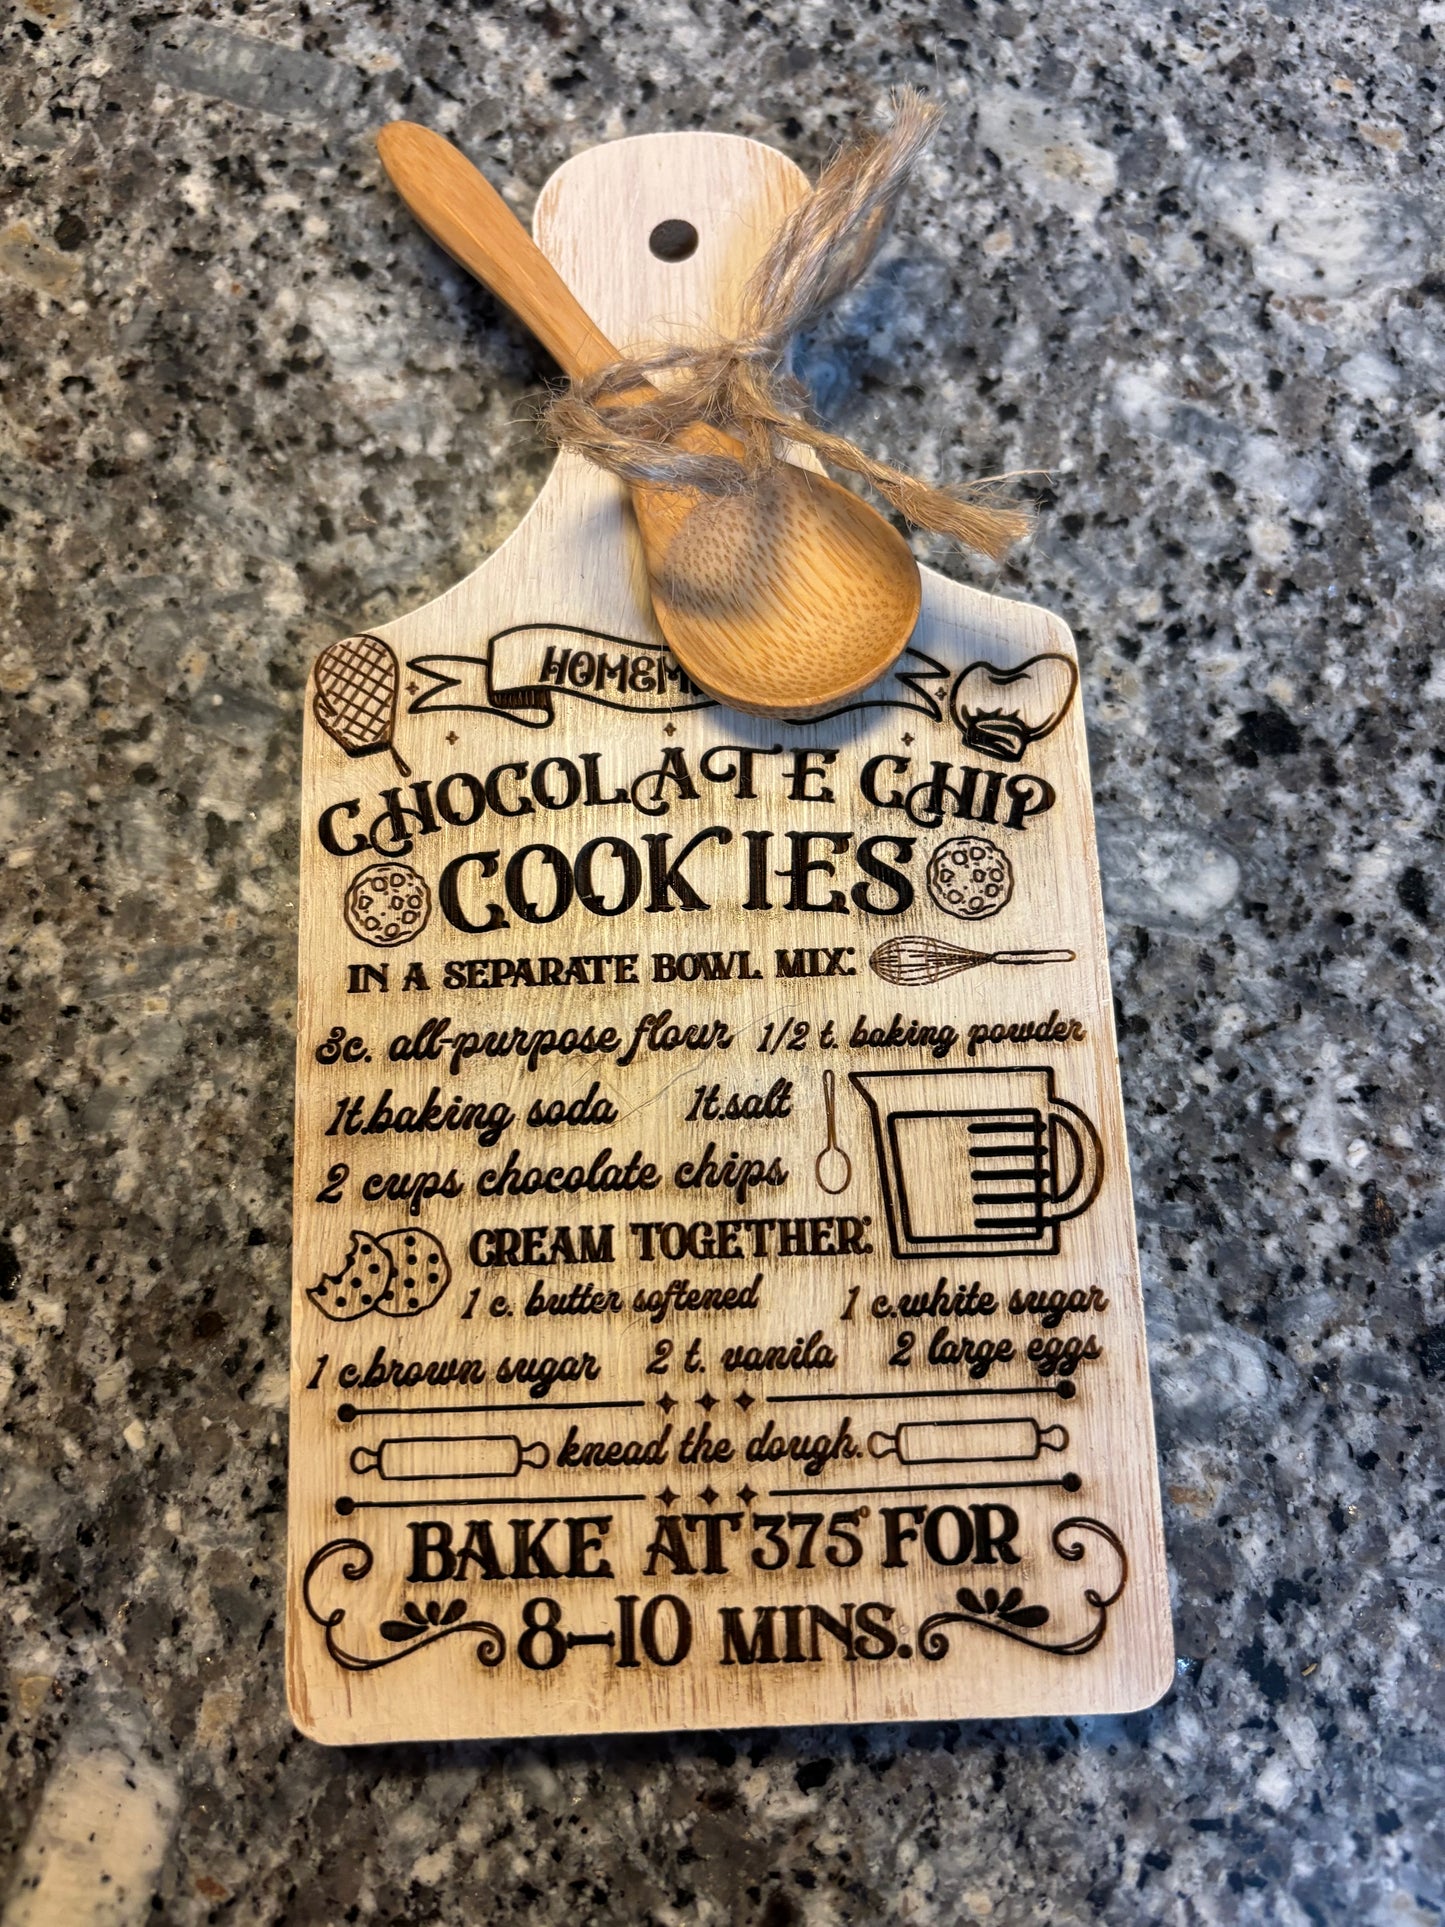 HOMEM
CHOCOLATE CHIP
COOKIES
IN A SEPARATE BOWL MIX:
3c. all-purpose flour 1/2 t. baking powder
1t.baking soda 1t.salt
2 cups chocolate chips
CREAM TOGETHER:
1 c. butter softened 1 c.white sugar
1 c.brown sugar 2 t. vanila 2 large eggs
knead the dough.
BAKE AT 375° FOR
8-10 MINS.